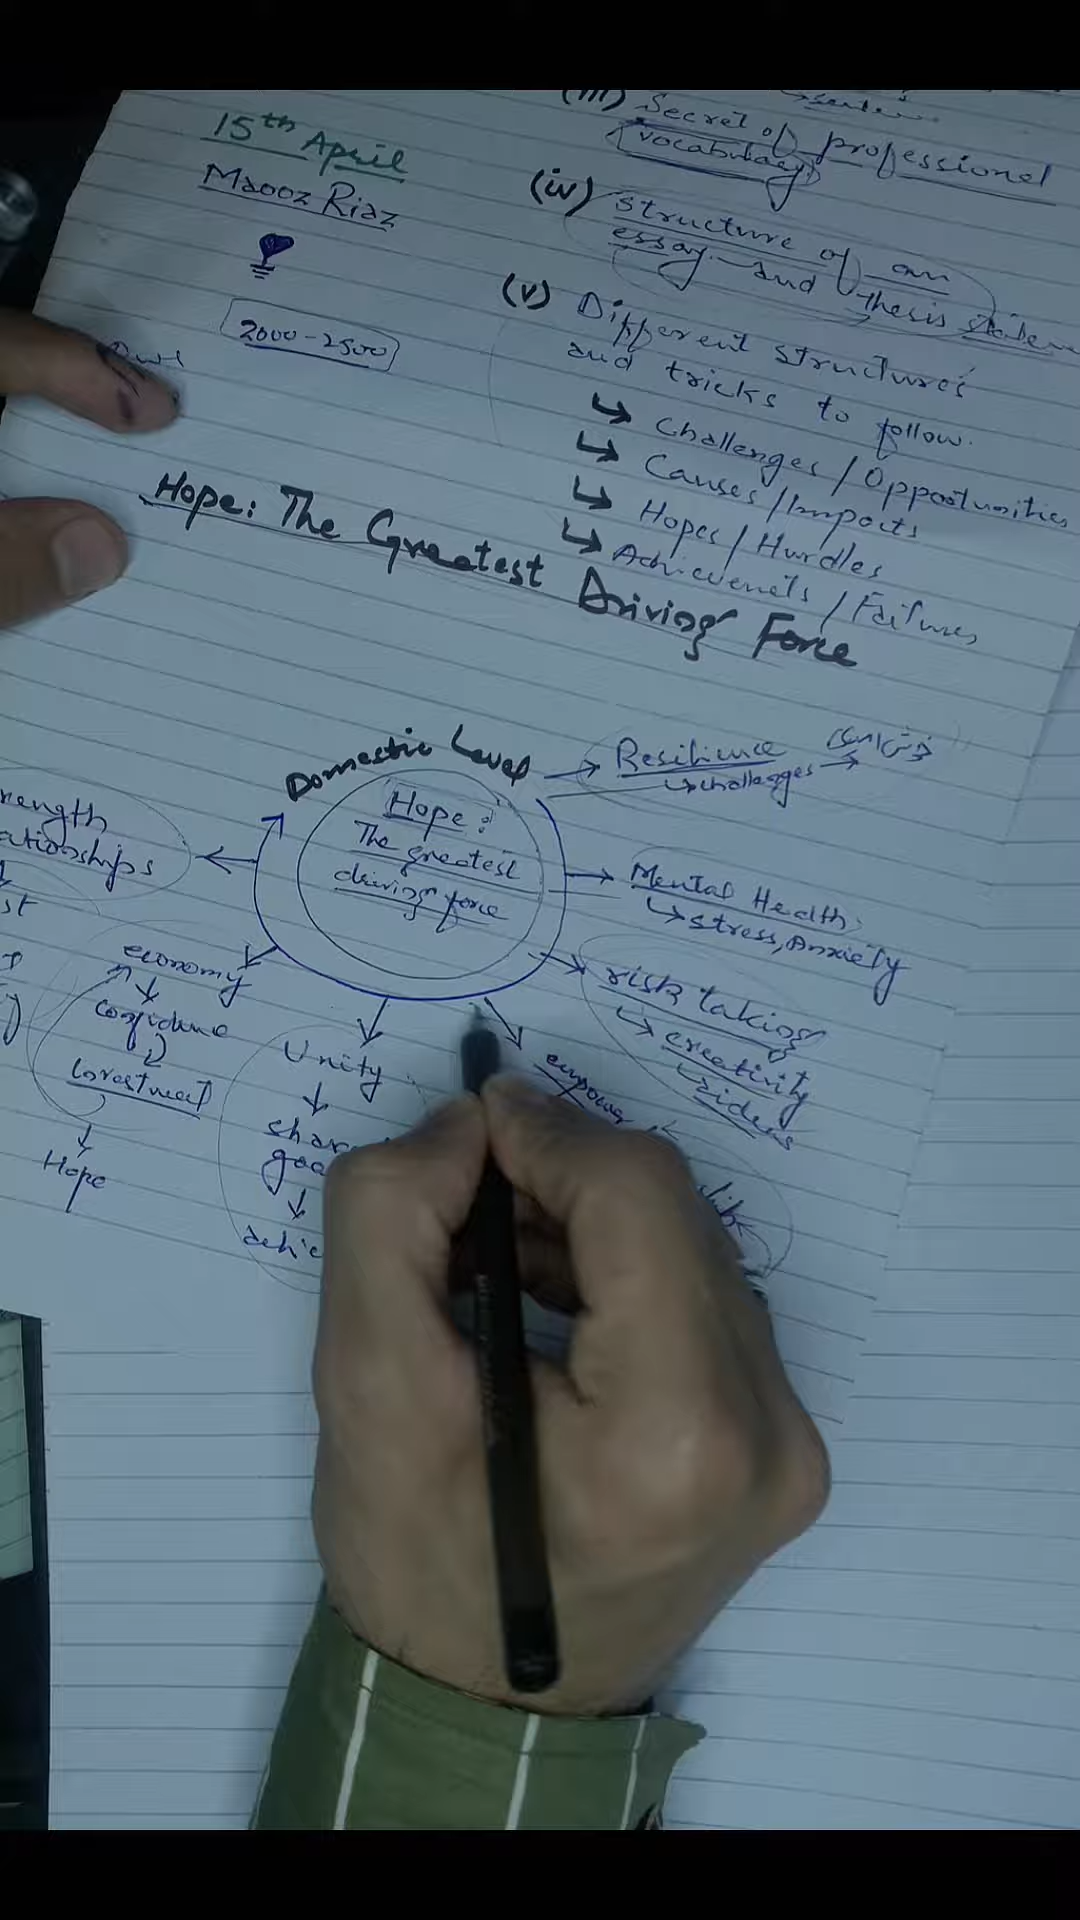 15th April
Maooz Riaz
2000-2500
(iii) Secret of professional
vocabulary
(iv) structure of an
essay and thesis
(v) Different structures
and tricks to follow.
↳ Challenges / Opportunities
↳ Causes / Impacts
↳ Hopes / Hurdles
↳ Achievements / Failures
Hope: The Greatest Driving Force
Domestic Level
Hope:
The greatest
driving force
Resilience
↳ challenges →
Mental Health
↳ stress, Anxiety
risk taking
↳ creativity
↳ ideas
empower
Unity
↓
↓
economy
↓
Confidence
Investment
↓
Hope